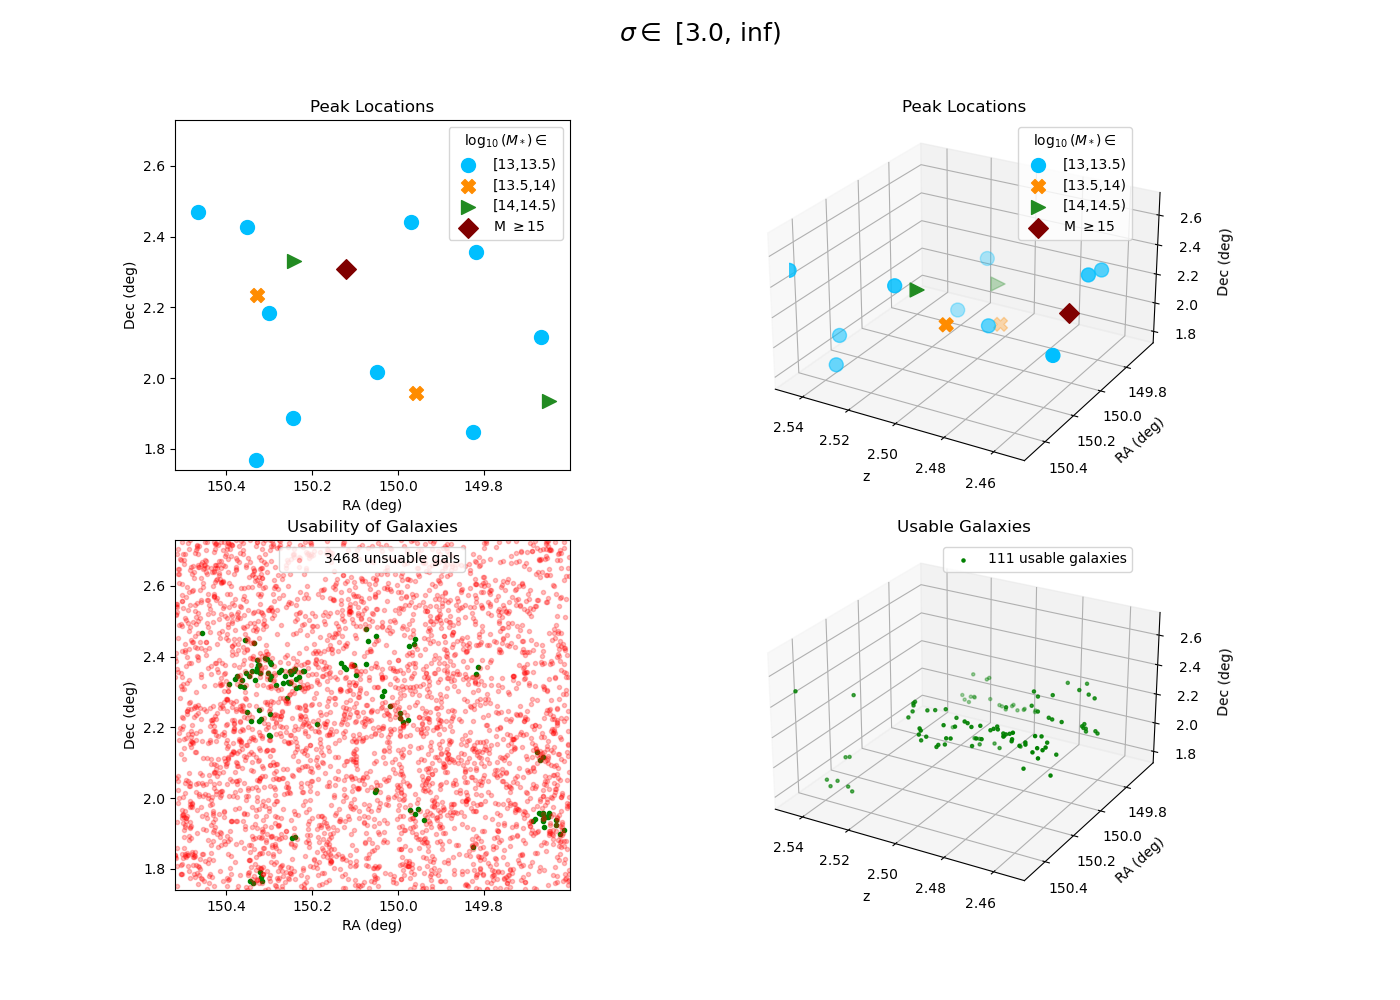 σ ∈ [3.0, inf)
Peak Locations
log₁₀(M*) ∈
[13,13.5)
[13.5,14)
[14,14.5)
M ≥15
2.6
2.4
2.2
2.0
1.8
Dec (deg)
150.4 150.2 150.0 149.8
RA (deg)
Peak Locations
log₁₀(M*) ∈
[13,13.5)
[13.5,14)
[14,14.5)
M ≥15
2.6
2.4
2.2
2.0
1.8
Dec (deg)
149.8
150.0
150.2
150.4
RA (deg)
2.54
2.52
2.50
2.48
2.46
z
Usability of Galaxies
3468 unsuable gals
2.6
2.4
2.2
2.0
1.8
Dec (deg)
150.4 150.2 150.0 149.8
RA (deg)
Usable Galaxies
111 usable galaxies
2.6
2.4
2.2
2.0
1.8
Dec (deg)
149.8
150.0
150.2
150.4
RA (deg)
2.54
2.52
2.50
2.48
2.46
z